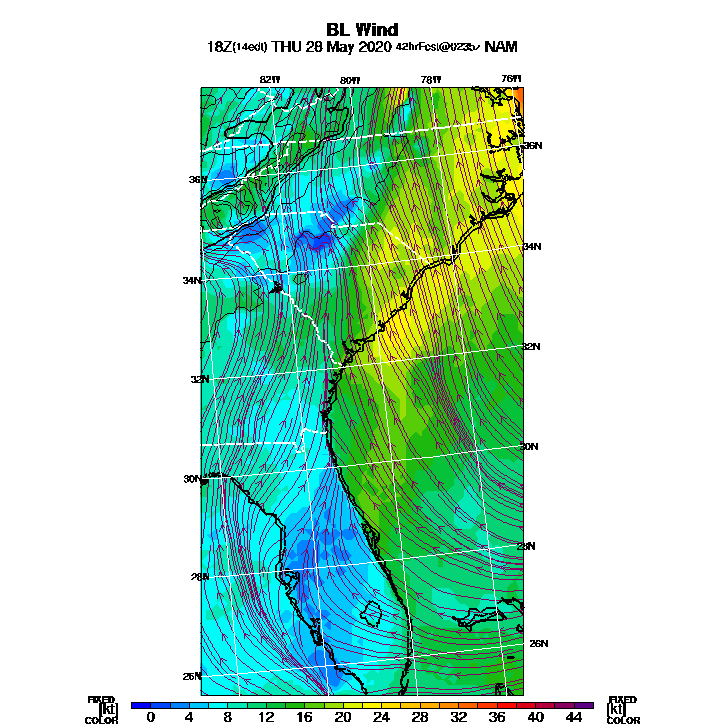 BL Wind
18Z(14edt) THU 28 May 2020 42hrFcst@0235z NAM
82W 80W 78W 76W
36N
36N
34N
34N
32N
32N
30N
30N
28N
28N
26N
26N
FIXED FIXED
[kt] 0 4 8 12 16 20 24 28 32 36 40 44 [kt]
COLOR COLOR